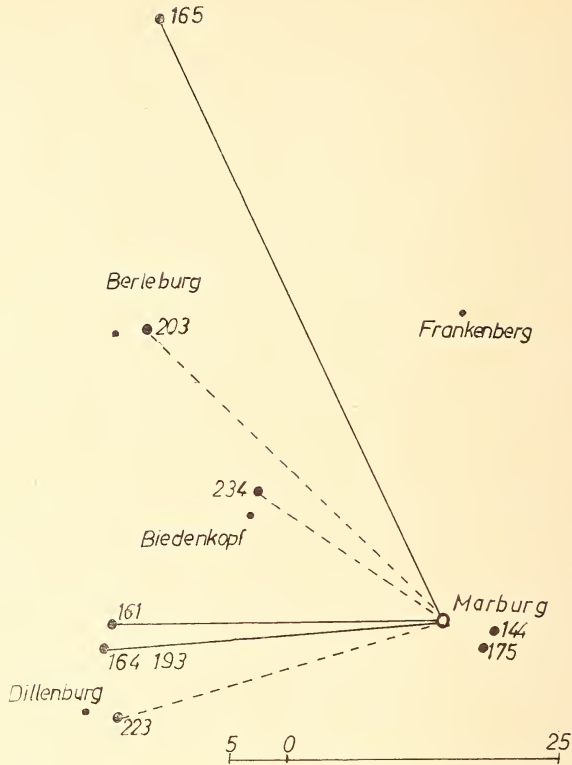 165
Berleburg
203
Frankenberg
234
Biedenkopf
Marburg
161
144
164 193
175
Dillenburg
223
5 0 25